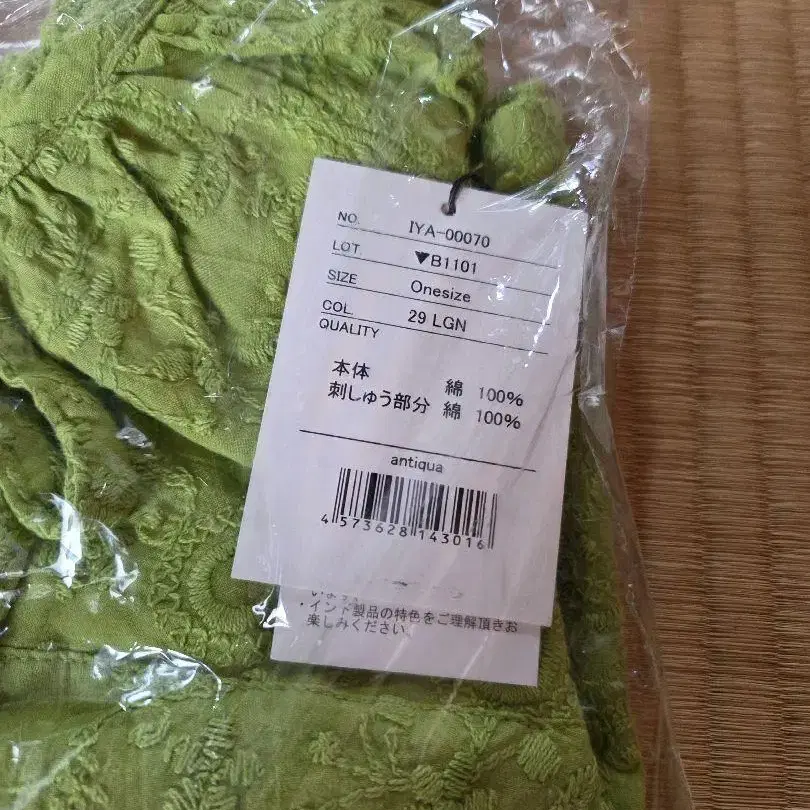 NO. IYA-00070
LOT. ▼B1101
SIZE Onesize
COL. 29 LGN
QUALITY
本体 綿 100%
刺しゅう部分 綿 100%
antiqua
4573628143016
・インド製品の特色をご理解頂きお
楽しみください